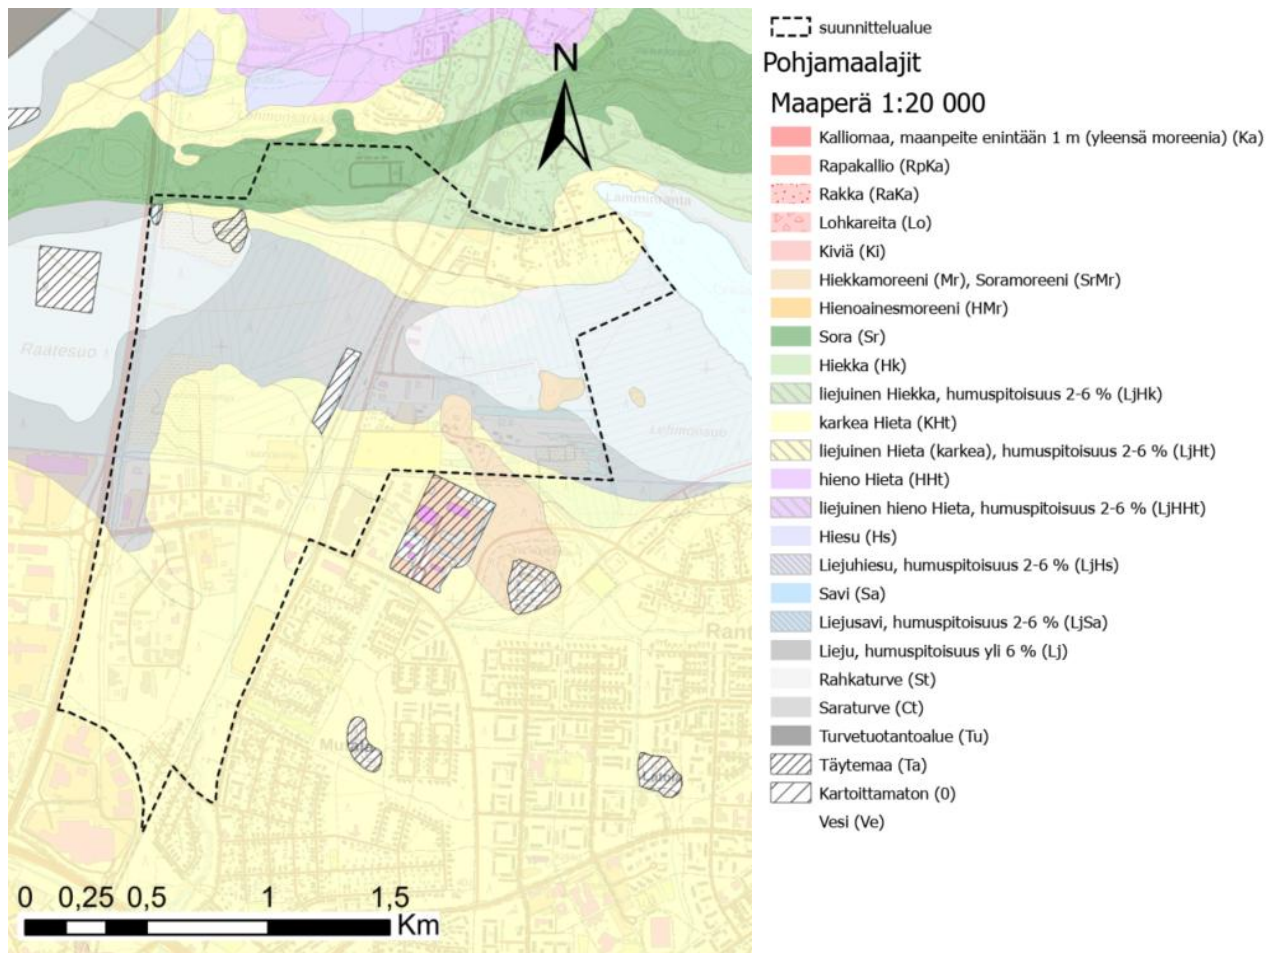 N
Lammimanta
Raatesuo
Lehmonsuo
Rant
Murala
0 0,25 0,5 1 1,5
Km
suunnittelualue
Pohjamaalajit
Maaperä 1:20 000
Kalliomaa, maanpeite enintään 1 m (yleensä moreenia) (Ka)
Rapakallio (RpKa)
Rakka (RaKa)
Lohkareita (Lo)
Kiviä (Ki)
Hiekkamoreeni (Mr), Soramoreeni (SrMr)
Hienoainesmoreeni (HMr)
Sora (Sr)
Hiekka (Hk)
liejuinen Hiekka, humuspitoisuus 2-6 % (LjHk)
karkea Hieta (KHt)
liejuinen Hieta (karkea), humuspitoisuus 2-6 % (LjHt)
hieno Hieta (HHt)
liejuinen hieno Hieta, humuspitoisuus 2-6 % (LjHHt)
Hiesu (Hs)
Liejuhiesu, humuspitoisuus 2-6 % (LjHs)
Savi (Sa)
Liejusavi, humuspitoisuus 2-6 % (LjSa)
Lieju, humuspitoisuus yli 6 % (Lj)
Rahkaturve (St)
Saraturve (Ct)
Turvetuotantoalue (Tu)
Täytemaa (Ta)
Kartoittamaton (0)
Vesi (Ve)